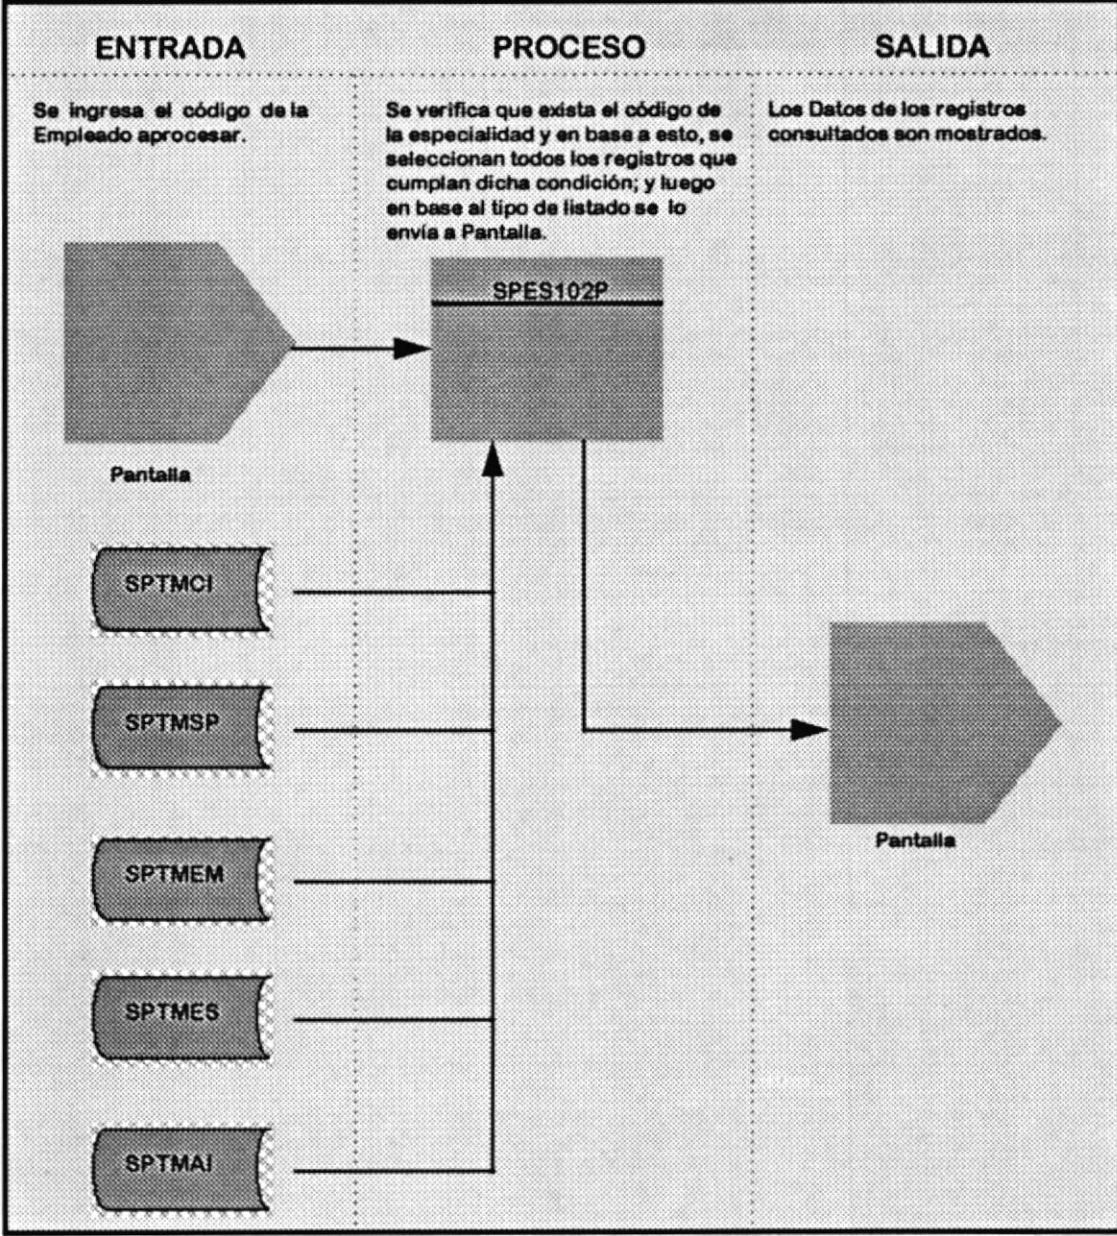 ENTRADA
PROCESO
SALIDA
Se ingresa el código de la
Empleado aprocesar.
Se verifica que exista el código de
la especialidad y en base a esto, se
seleccionan todos los registros que
cumplan dicha condición; y luego
en base al tipo de listado se lo
envía a Pantalla.
Los Datos de los registros
consultados son mostrados.
SPES102P
Pantalla
SPTMCI
SPTMSP
SPTMEM
SPTMES
SPTMAI
Pantalla